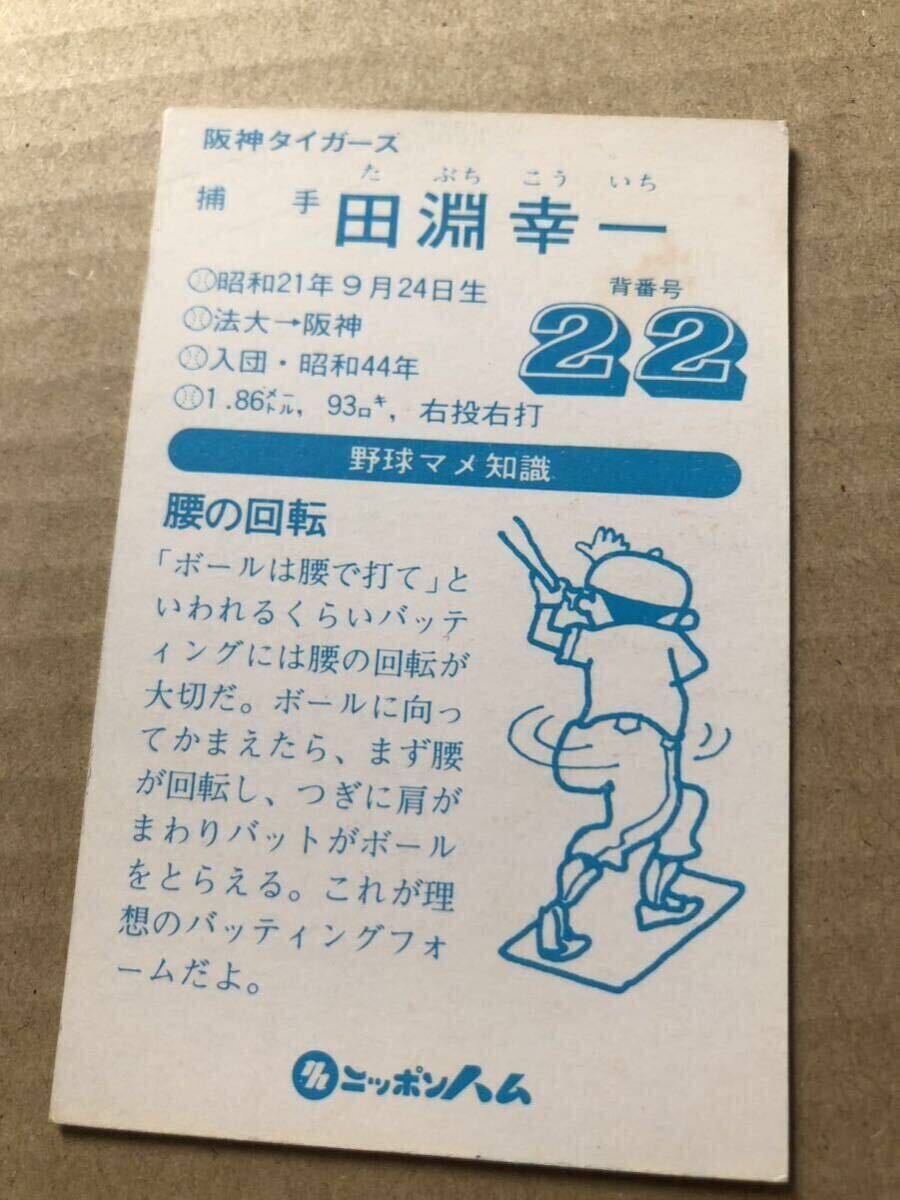 阪神タイガース
た ぶち こう いち
捕手 田淵幸一
昭和21年9月24日生
背番号
22
法大→阪神
入団・昭和44年
1.86メートル, 93キロ, 右投右打
野球マメ知識
腰の回転
「ボールは腰で打て」と
いわれるくらいバッテ
ィングには腰の回転が
大切だ。ボールに向っ
てかまえたら、まず腰
が回転し、つぎに肩が
まわりバットがボール
をとらえる。これが理
想のバッティングフォ
ームだよ。
ニッポンハム